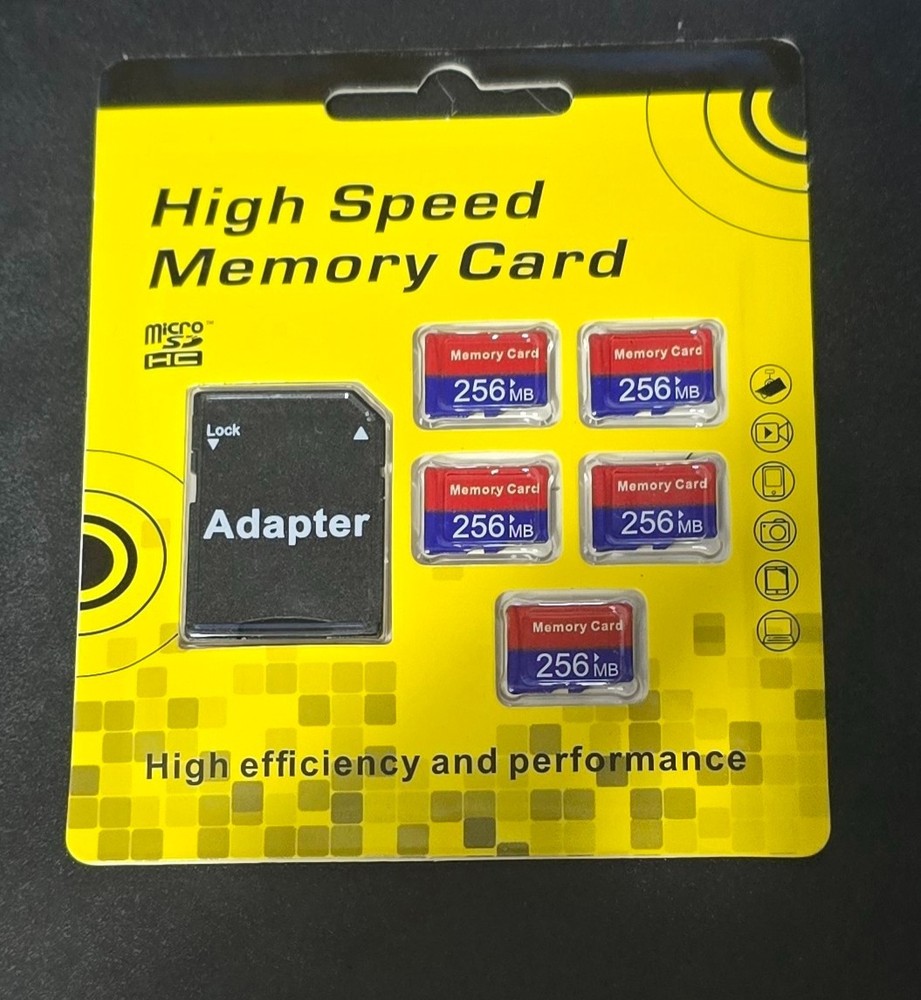 High Speed
Memory Card
micro
SD
HC
™
Lock
Adapter
Memory Card
256 MB
Memory Card
256 MB
Memory Card
256 MB
Memory Card
256 MB
Memory Card
256 MB
High efficiency and performance